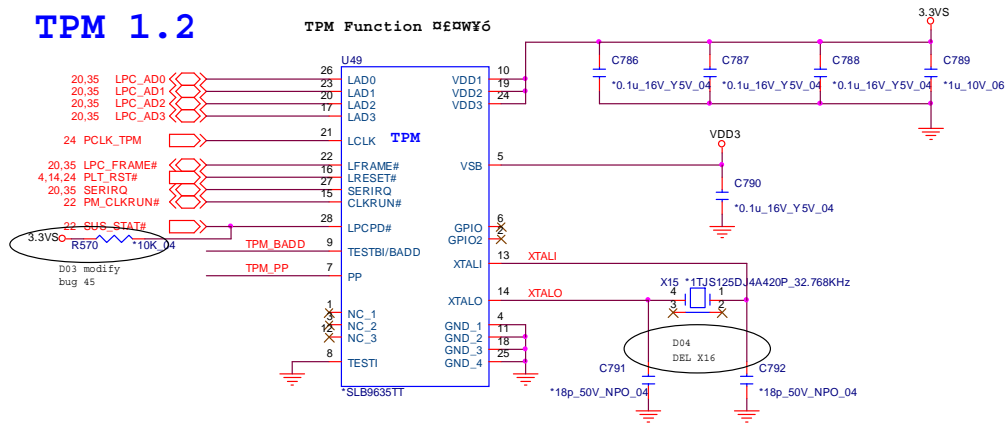 TPM 1.2
TPM Function ¤£¤W¥ó
3.3VS
U49
26 LAD0 20,35 LPC_AD0
23 LAD1 20,35 LPC_AD1
20 LAD2 20,35 LPC_AD2
17 LAD3 20,35 LPC_AD3
21 LCLK 24 PCLK_TPM
22 LFRAME# 20,35 LPC_FRAME#
16 LRESET# 4,14,24 PLT_RST#
27 SERIRQ 20,35 SERIRQ
15 CLKRUN# 22 PM_CLKRUN#
28 LPCPD# 22 SUS_STAT#
3.3VS
R570 *10K_04
D03 modify
bug 45
TPM_BADD 9 TESTBI/BADD
TPM_PP 7 PP
1 NC_1
3 NC_2
12 NC_3
8 TESTI
TPM
*SLB9635TT
VDD1 10
VDD2 19
VDD3 24
VSB 5
GPIO 6
GPIO2 2
XTALI 13 XTALI
XTALO 14 XTALO
GND_1 4
GND_2 11
GND_3 18
GND_4 25
C786
*0.1u_16V_Y5V_04
C787
*0.1u_16V_Y5V_04
C788
*0.1u_16V_Y5V_04
C789
*1u_10V_06
VDD3
C790
*0.1u_16V_Y5V_04
X15 *1TJS125DJ4A420P_32.768KHz
4 1
3 2
D04
DEL X16
C791
*18p_50V_NPO_04
C792
*18p_50V_NPO_04